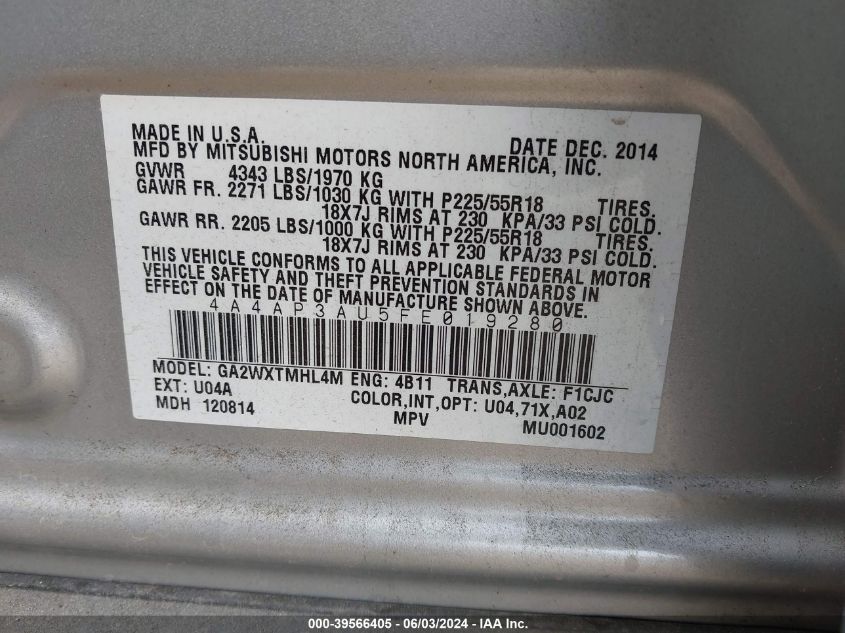 MADE IN U.S.A. DATE DEC. 2014
MFD BY MITSUBISHI MOTORS NORTH AMERICA, INC.
GVWR 4343 LBS/1970 KG
GAWR FR. 2271 LBS/1030 KG WITH P225/55R18 TIRES.
18X7J RIMS AT 230 KPA/33 PSI COLD.
GAWR RR. 2205 LBS/1000 KG WITH P225/55R18 TIRES.
18X7J RIMS AT 230 KPA/33 PSI COLD.
THIS VEHICLE CONFORMS TO ALL APPLICABLE FEDERAL MOTOR
VEHICLE SAFETY AND THEFT PREVENTION STANDARDS IN
EFFECT ON THE DATE OF MANUFACTURE SHOWN ABOVE.
4A4AP3AU5FE019280
MODEL: GA2WXTMHL4M ENG: 4B11 TRANS,AXLE: F1CJC
EXT: U04A COLOR,INT,OPT: U04,71X,A02
MDH 120814 MPV MU001602
000-39566405 - 06/03/2024 - IAAI.com